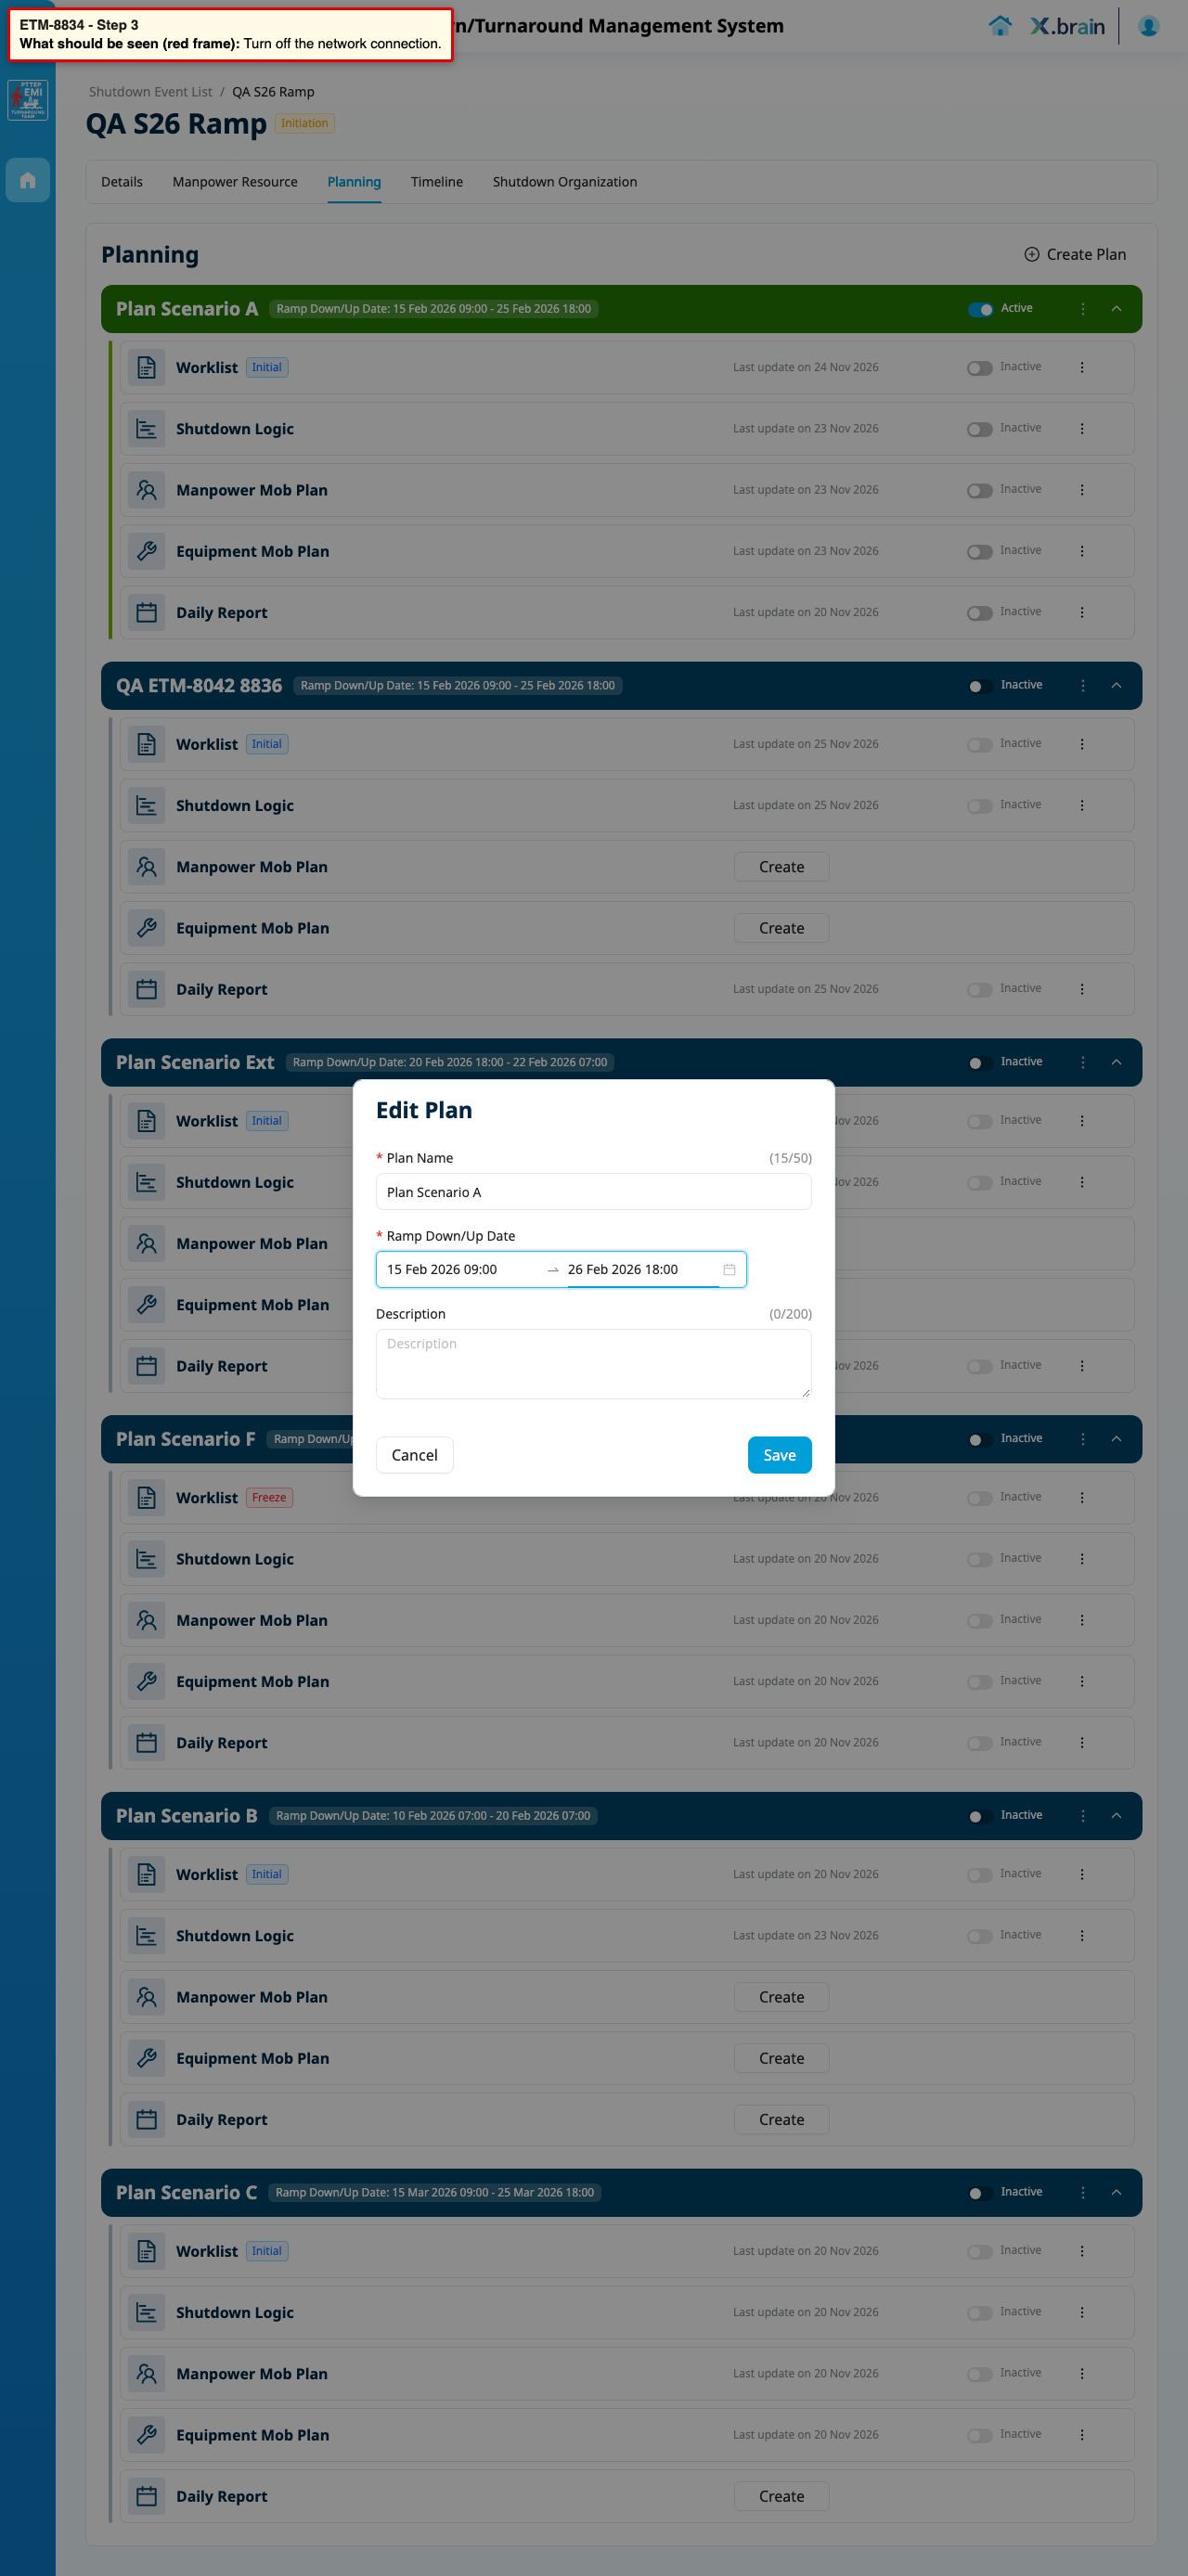 ETM-8834 - Step 3
What should be seen (red frame): Turn off the network connection.
n/Turnaround Management System
X.brain
PTTEP
EMI
TURNAROUND
TEAM
Shutdown Event List / QA S26 Ramp
QA S26 Ramp Initiation
Details Manpower Resource Planning Timeline Shutdown Organization
Planning Create Plan
Plan Scenario A Ramp Down/Up Date: 15 Feb 2026 09:00 - 25 Feb 2026 18:00 Active
Worklist Initial Last update on 24 Nov 2026 Inactive
Shutdown Logic Last update on 23 Nov 2026 Inactive
Manpower Mob Plan Last update on 23 Nov 2026 Inactive
Equipment Mob Plan Last update on 23 Nov 2026 Inactive
Daily Report Last update on 20 Nov 2026 Inactive
QA ETM-8042 8836 Ramp Down/Up Date: 15 Feb 2026 09:00 - 25 Feb 2026 18:00 Inactive
Worklist Initial Last update on 25 Nov 2026 Inactive
Shutdown Logic Last update on 25 Nov 2026 Inactive
Manpower Mob Plan Create
Equipment Mob Plan Create
Daily Report Last update on 25 Nov 2026 Inactive
Plan Scenario Ext Ramp Down/Up Date: 20 Feb 2026 18:00 - 22 Feb 2026 07:00 Inactive
Worklist Initial Nov 2026 Inactive
Shutdown Logic Nov 2026 Inactive
Manpower Mob Plan
Equipment Mob Plan
Daily Report Nov 2026 Inactive
Edit Plan
* Plan Name (15/50)
Plan Scenario A
* Ramp Down/Up Date
15 Feb 2026 09:00 → 26 Feb 2026 18:00
Description (0/200)
Description
Cancel Save
Plan Scenario F Ramp Down/Up Inactive
Worklist Freeze Last update on 20 Nov 2026 Inactive
Shutdown Logic Last update on 20 Nov 2026 Inactive
Manpower Mob Plan Last update on 20 Nov 2026 Inactive
Equipment Mob Plan Last update on 20 Nov 2026 Inactive
Daily Report Last update on 20 Nov 2026 Inactive
Plan Scenario B Ramp Down/Up Date: 10 Feb 2026 07:00 - 20 Feb 2026 07:00 Inactive
Worklist Initial Last update on 20 Nov 2026 Inactive
Shutdown Logic Last update on 23 Nov 2026 Inactive
Manpower Mob Plan Create
Equipment Mob Plan Create
Daily Report Create
Plan Scenario C Ramp Down/Up Date: 15 Mar 2026 09:00 - 25 Mar 2026 18:00 Inactive
Worklist Initial Last update on 20 Nov 2026 Inactive
Shutdown Logic Last update on 20 Nov 2026 Inactive
Manpower Mob Plan Last update on 20 Nov 2026 Inactive
Equipment Mob Plan Last update on 20 Nov 2026 Inactive
Daily Report Create